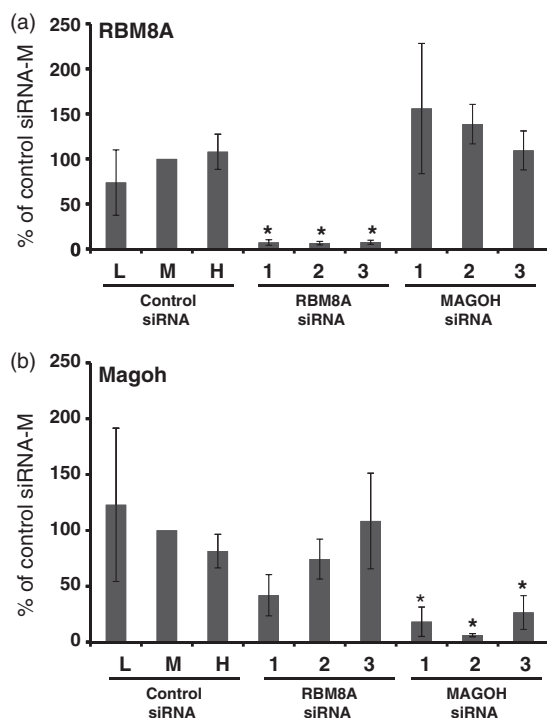 (a)
RBM8A
% of control siRNA-M
250
200
150
100
50
0
* * *
L M H 1 2 3 1 2 3
Control siRNA
RBM8A siRNA
MAGOH siRNA
(b)
Magoh
% of control siRNA-M
250
200
150
100
50
0
* * *
L M H 1 2 3 1 2 3
Control siRNA
RBM8A siRNA
MAGOH siRNA